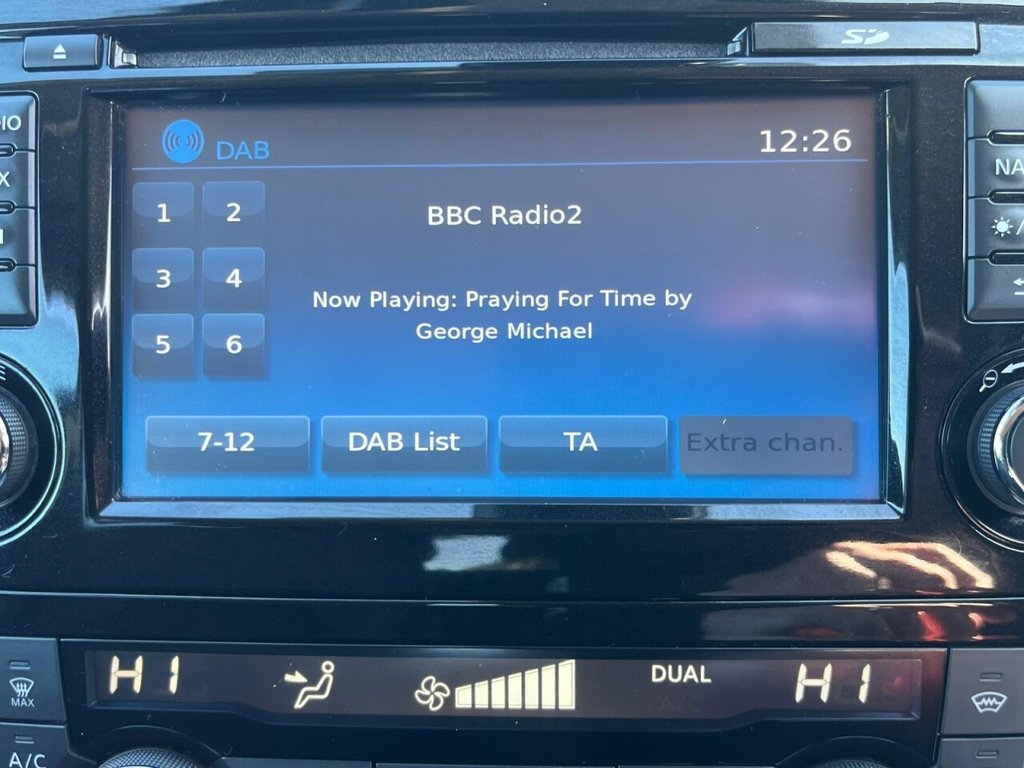 SD
DAB
12:26
1 2
BBC Radio2
3 4
Now Playing: Praying For Time by
George Michael
5 6
7-12 DAB List TA Extra chan.
HI DUAL HI
A/C
MAX
A/C